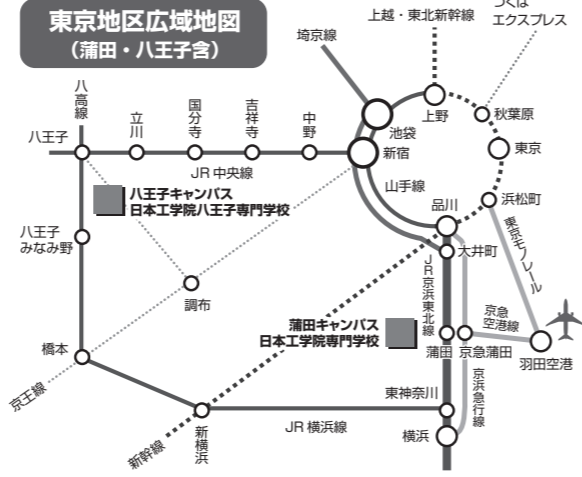 東京地区広域地図
(蒲田・八王子含)
上越・東北新幹線
つくば
エクスプレス
埼京線
八高線
八王子
立川
国分寺
吉祥寺
中野
池袋
新宿
上野
秋葉原
東京
浜松町
JR中央線
山手線
品川
大井町
八王子キャンパス
日本工学院八王子専門学校
八王子
みなみ野
調布
JR京浜東北線
東京モノレール
京急
空港線
羽田空港
蒲田キャンパス
日本工学院専門学校
蒲田
京急蒲田
橋本
京王線
新幹線
新横浜
JR横浜線
東神奈川
横浜
京浜急行線